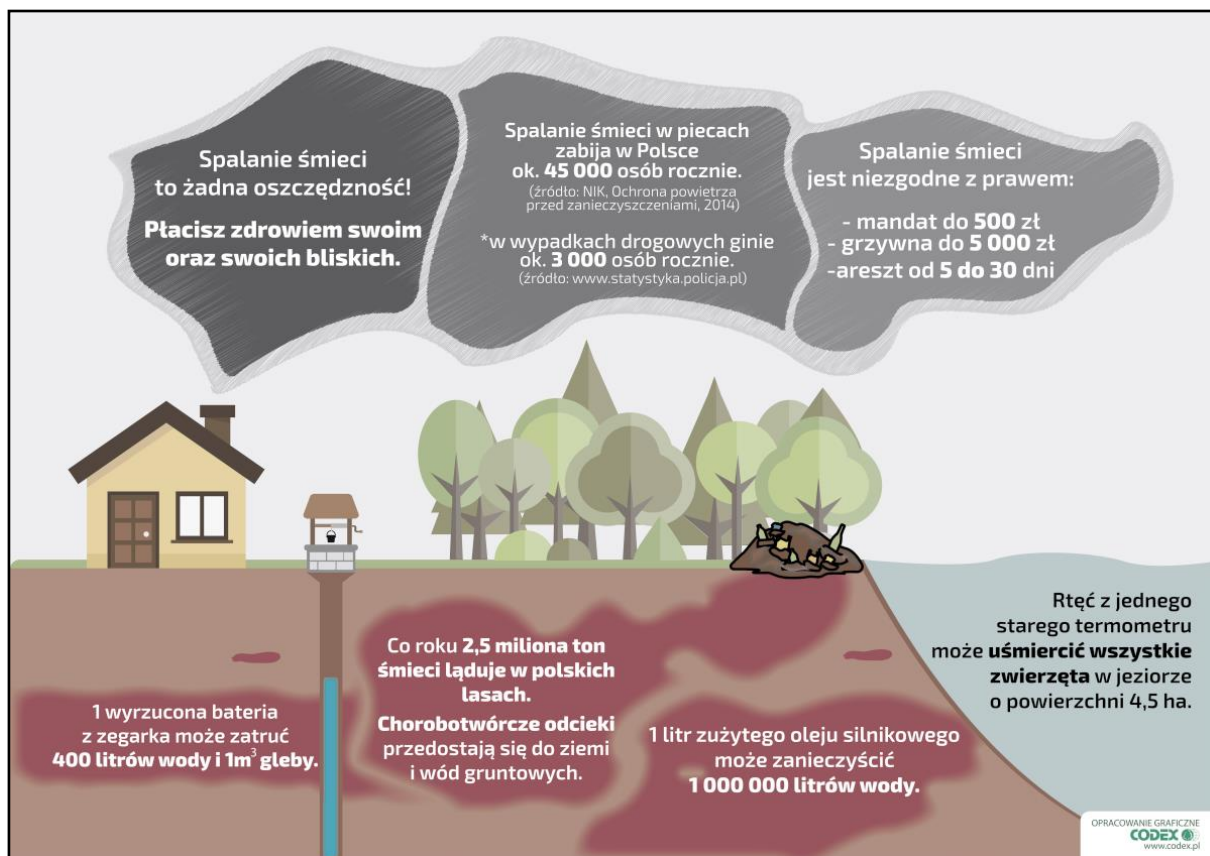 Spalanie śmieci
to żadna oszczędność!
Płacisz zdrowiem swoim
oraz swoich bliskich.
Spalanie śmieci w piecach
zabija w Polsce
ok. 45 000 osób rocznie.
(źródło: NIK, Ochrona powietrza
przed zanieczyszczeniami, 2014)
*w wypadkach drogowych ginie
ok. 3 000 osób rocznie.
(źródło: www.statystyka.policja.pl)
Spalanie śmieci
jest niezgodne z prawem:
- mandat do 500 zł
- grzywna do 5 000 zł
-areszt od 5 do 30 dni
1 wyrzucona bateria
z zegarka może zatruć
400 litrów wody i 1m³ gleby.
Co roku 2,5 miliona ton
śmieci ląduje w polskich
lasach.
Chorobotwórcze odcieki
przedostają się do ziemi
i wód gruntowych.
1 litr zużytego oleju silnikowego
może zanieczyścić
1 000 000 litrów wody.
Rtęć z jednego
starego termometru
może uśmiercić wszystkie
zwierzęta w jeziorze
o powierzchni 4,5 ha.
OPRACOWANIE GRAFICZNE
CODEX
www.codex.pl